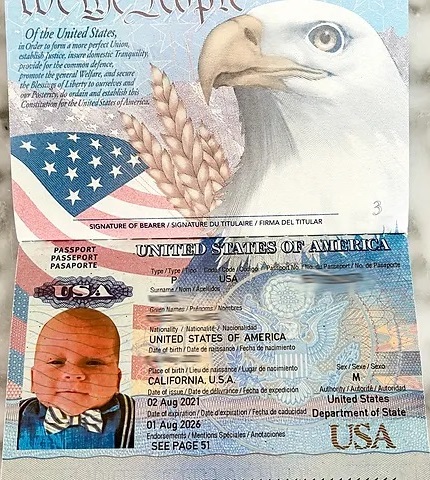 We the People
Of the United States,
in Order to form a more perfect Union,
establish Justice, insure domestic Tranquility,
provide for the common defence,
promote the general Welfare, and secure
the Blessings of Liberty to ourselves and
our Posterity, do ordain and establish this
Constitution for the United States of America.
3
SIGNATURE OF BEARER / SIGNATURE DU TITULAIRE / FIRMA DEL TITULAR
PASSPORT
PASSEPORT
PASAPORTE
UNITED STATES OF AMERICA
Type / Type / Tipo Code / Code / Código Passport No. / No. du Passeport / No. de Pasaporte
P USA
USA
Surname / Nom / Apellidos
Given Names / Prénoms / Nombres
Nationality / Nationalité / Nacionalidad
UNITED STATES OF AMERICA
Date of birth / Date de naissance / Fecha de nacimiento
Place of birth / Lieu de naissance / Lugar de nacimiento Sex / Sexe / Sexo
CALIFORNIA, U.S.A. M
Date of issue / Date de délivrance / Fecha de expedición Authority / Autorité / Autoridad
02 Aug 2021 United States
Date of expiration / Date d'expiration / Fecha de caducidad Department of State
01 Aug 2026
Endorsements / Mentions Spéciales / Anotaciones
SEE PAGE 51
USA